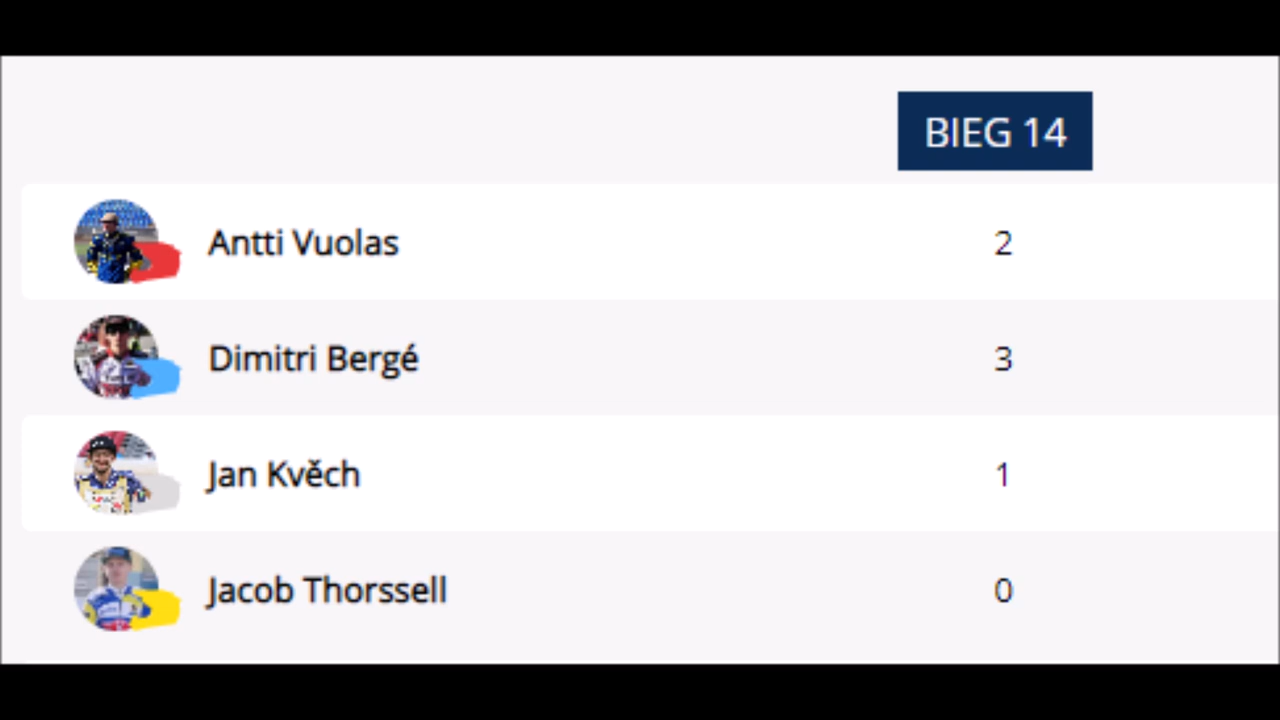 BIEG 14
Antti Vuolas 2
Dimitri Bergé 3
Jan Kvěch 1
Jacob Thorssell 0